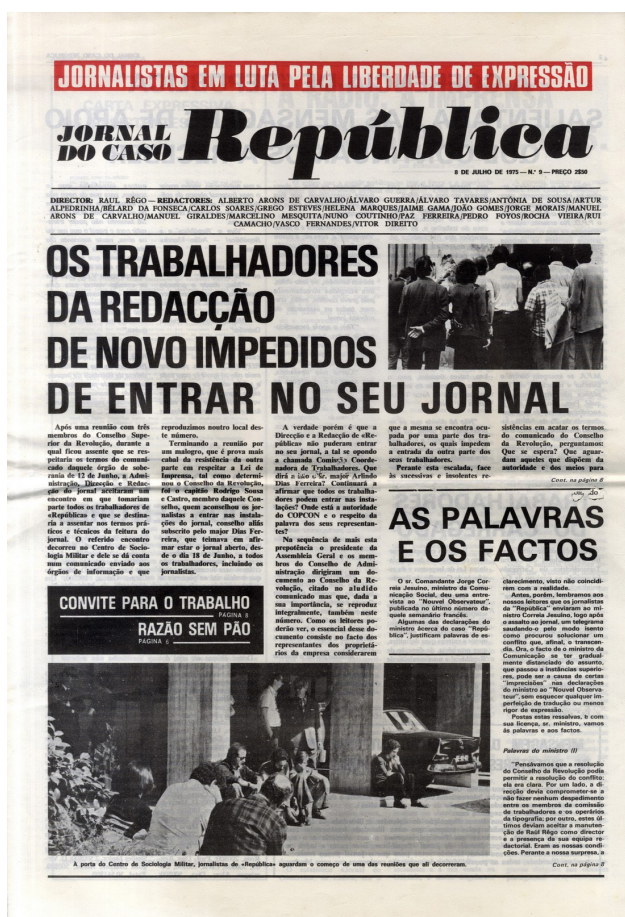 JORNALISTAS EM LUTA PELA LIBERDADE DE EXPRESSÃO
JORNAL
DO CASO
República
8 DE JULHO DE 1975 — N.º 9 — PREÇO 2$50
DIRECTOR: RAUL RÊGO — REDACTORES: ALBERTO ARONS DE CARVALHO/ÁLVARO GUERRA/ÁLVARO TAVARES/ANTÓNIA DE SOUSA/ARTUR
ALPEDRINHA/BÉLARD DA FONSECA/CARLOS SOARES/GREGO ESTEVES/HELENA MARQUES/JAIME GAMA/JOÃO GOMES/JORGE MORAIS/MANUEL
ARONS DE CARVALHO/MANUEL GIRALDES/MARCELINO MESQUITA/NUNO COUTINHO/PAZ FERREIRA/PEDRO FOYOS/ROCHA VIEIRA/RUI
CAMACHO/VASCO FERNANDES/VITOR DIREITO
OS TRABALHADORES
DA REDACÇÃO
DE NOVO IMPEDIDOS
DE ENTRAR NO SEU JORNAL
Após uma reunião com três
membros do Conselho Supe-
rior da Revolução, durante a
qual ficou assente que se res-
peitaria os termos do comuni-
cado daquele órgão de sobe-
rania de 12 de Junho, a Admi-
nistração, Direcção e Redac-
ção do jornal aceitaram um
encontro em que tomariam
parte todos os trabalhadores de
«República» e que se destina-
ria a assentar nos termos prá-
ticos e técnicos da feitura do
jornal. O referido encontro
decorreu no Centro de Socio-
logia Militar e dele se dá conta
num comunicado enviado aos
órgãos de informação e que
reproduzimos noutro local des-
te número.
Terminando a reunião por
um malogro, que é prova mais
cabal da resistência da outra
parte em respeitar a Lei de
Imprensa, tal como determi-
nou o Conselho da Revolução,
foi o capitão Rodrigo Sousa
e Castro, membro daquele Con-
selho, quem aconselhou os jor-
nalistas a entrar nas instala-
ções do jornal, conselho aliás
subscrito pelo major Dias Fer-
reira, que teimava em afir-
mar estar o jornal aberto, des-
de o dia 18 de Junho, a todos
os trabalhadores, incluindo os
jornalistas.
A verdade porém é que a
Direcção e a Redacção de «Re-
pública» não puderam entrar
no seu jornal, a tal se opondo
a chamada Comissão Coorde-
nadora de Trabalhadores. Que
dirá a isto o sr. major Arlindo
Dias Ferreira? Continuará a
afirmar que todos os trabalha-
dores podem entrar nas insta-
lações? Onde está a autoridade
do COPCON e o respeito da
palavra dos seus representan-
tes?
Na sequência de mais esta
prepotência o presidente da
Assembleia Geral e os mem-
bros do Conselho de Admi-
nistração dirigiram um do-
cumento ao Conselho da Re-
volução, citado no aludido
comunicado mas que, dada a
sua importância, se reproduz
integralmente, também neste
número. Como os leitores po-
derão ver, o essencial desse do-
cumento consiste no facto dos
representantes dos proprietá-
rios da empresa considerarem
que a mesma se encontra ocu-
pada por uma parte dos tra-
balhadores, os quais impedem
a entrada da outra parte dos
seus trabalhadores.
Perante esta escalada, face
às sucessivas e insolentes re-
sistências em acatar os termos
do comunicado do Conselho
da Revolução, perguntamos:
Que se espera? Que aguar-
dam aqueles que dispõem da
autoridade e dos meios para
Cont. na página 8
CONVITE PARA O TRABALHO
PÁGINA 8
RAZÃO SEM PÃO
PÁGINA 6
AS PALAVRAS
E OS FACTOS
O sr. Comandante Jorge Cor-
reia Jesuino, ministro da Comu-
nicação Social, deu uma entre-
vista ao "Nouvel Observateur",
publicada no último número da-
quele semanário francês.
Algumas das declarações do
ministro àcerca do caso "Repú-
blica", justificam palavras de es-
clarecimento, visto não coincidi-
rem com a realidade.
Antes, porém, lembramos aos
nossos leitores que os jornalistas
da "República" enviaram ao mi-
nistro Correia Jesuino, logo após
o assalto ao jornal, um telegrama
saudando-o pelo modo isento
como procurou solucionar um
conflito que, afinal, o transcen-
dia. Ora, o facto de o ministro da
Comunicação se ter gradual-
mente distanciado do assunto,
que passou a instâncias superio-
res, pode ser a causa de certas
"imprecisões" nas declarações
do ministro ao "Nouvel Observa-
teur", sem esquecer qualquer im-
perfeição de tradução ou menos
rigor de expressão.
Postas estas ressalvas, e com
sua licença, sr. ministro, vamos
às palavras e aos factos.
Palavras do ministro (I)
"Pensávamos que a resolução
do Conselho da Revolução podia
permitir a resolução do conflito:
ela era clara. Por um lado, a di-
recção devia comprometer-se a
não fazer nenhum despedimento
entre os membros da comissão
de trabalhadores e os operários
da tipografia; por outro, estes úl-
timos deviam aceitar a manuten-
ção de Raúl Rêgo como director
e a presença da sua equipa re-
dactorial. Eram as nossas condi-
ções. Perante a nossa surpresa, a
Cont. na página 8
À porta do Centro de Sociologia Militar, jornalistas de «República» aguardam o começo de uma das reuniões que ali decorreram.